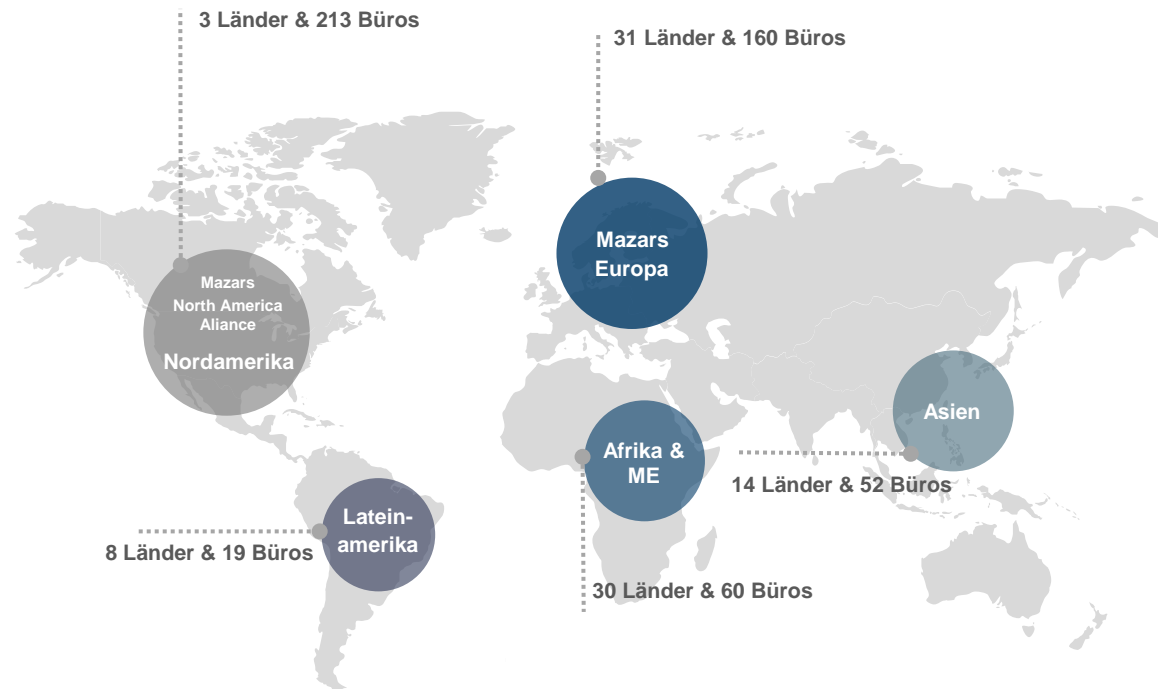 3 Länder & 213 Büros
31 Länder & 160 Büros
Mazars
North America
Aliance
Nordamerika
Mazars
Europa
Asien
Afrika &
ME
14 Länder & 52 Büros
Latein-
amerika
8 Länder & 19 Büros
30 Länder & 60 Büros